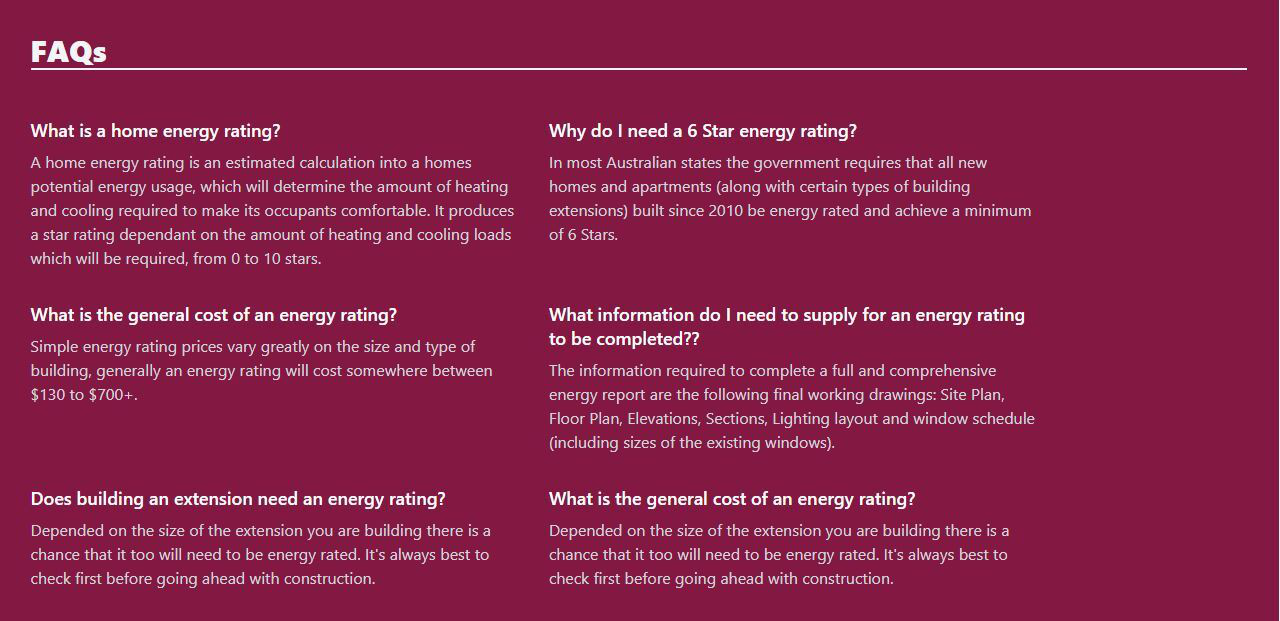 FAQs
What is a home energy rating?
A home energy rating is an estimated calculation into a homes
potential energy usage, which will determine the amount of heating
and cooling required to make its occupants comfortable. It produces
a star rating dependant on the amount of heating and cooling loads
which will be required, from 0 to 10 stars.
Why do I need a 6 Star energy rating?
In most Australian states the government requires that all new
homes and apartments (along with certain types of building
extensions) built since 2010 be energy rated and achieve a minimum
of 6 Stars.
What is the general cost of an energy rating?
Simple energy rating prices vary greatly on the size and type of
building, generally an energy rating will cost somewhere between
$130 to $700+.
What information do I need to supply for an energy rating
to be completed??
The information required to complete a full and comprehensive
energy report are the following final working drawings: Site Plan,
Floor Plan, Elevations, Sections, Lighting layout and window schedule
(including sizes of the existing windows).
Does building an extension need an energy rating?
Depended on the size of the extension you are building there is a
chance that it too will need to be energy rated. It's always best to
check first before going ahead with construction.
What is the general cost of an energy rating?
Depended on the size of the extension you are building there is a
chance that it too will need to be energy rated. It's always best to
check first before going ahead with construction.